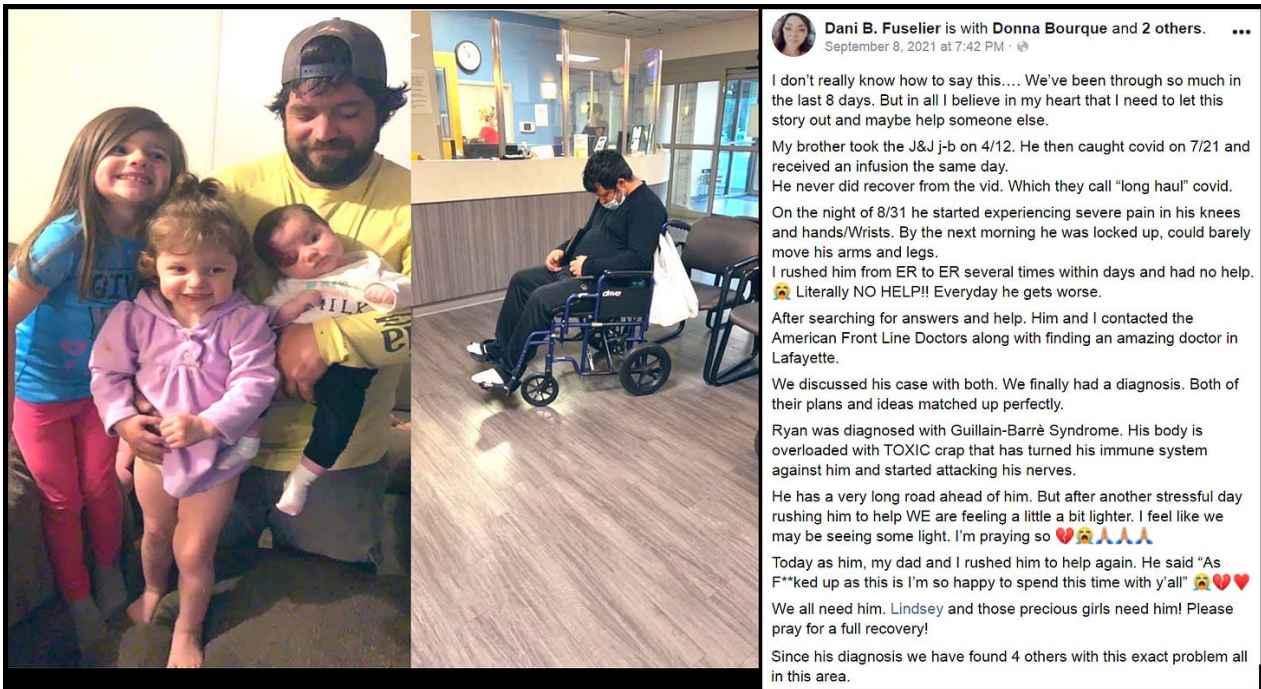 GIV
MILK
drive
Dani B. Fuselier is with Donna Bourque and 2 others.
September 8, 2021 at 7:42 PM ·
I don't really know how to say this.… We've been through so much in
the last 8 days. But in all I believe in my heart that I need to let this
story out and maybe help someone else.
My brother took the J&J j-b on 4/12. He then caught covid on 7/21 and
received an infusion the same day.
He never did recover from the vid. Which they call “long haul” covid.
On the night of 8/31 he started experiencing severe pain in his knees
and hands/Wrists. By the next morning he was locked up, could barely
move his arms and legs.
I rushed him from ER to ER several times within days and had no help.
😭 Literally NO HELP!! Everyday he gets worse.
After searching for answers and help. Him and I contacted the
American Front Line Doctors along with finding an amazing doctor in
Lafayette.
We discussed his case with both. We finally had a diagnosis. Both of
their plans and ideas matched up perfectly.
Ryan was diagnosed with Guillain-Barrè Syndrome. His body is
overloaded with TOXIC crap that has turned his immune system
against him and started attacking his nerves.
He has a very long road ahead of him. But after another stressful day
rushing him to help WE are feeling a little a bit lighter. I feel like we
may be seeing some light. I'm praying so 💔😭🙏🏽🙏🏽🙏🏽
Today as him, my dad and I rushed him to help again. He said “As
F**ked up as this is I'm so happy to spend this time with y'all” 😭💔♥️
We all need him. Lindsey and those precious girls need him! Please
pray for a full recovery!
Since his diagnosis we have found 4 others with this exact problem all
in this area.